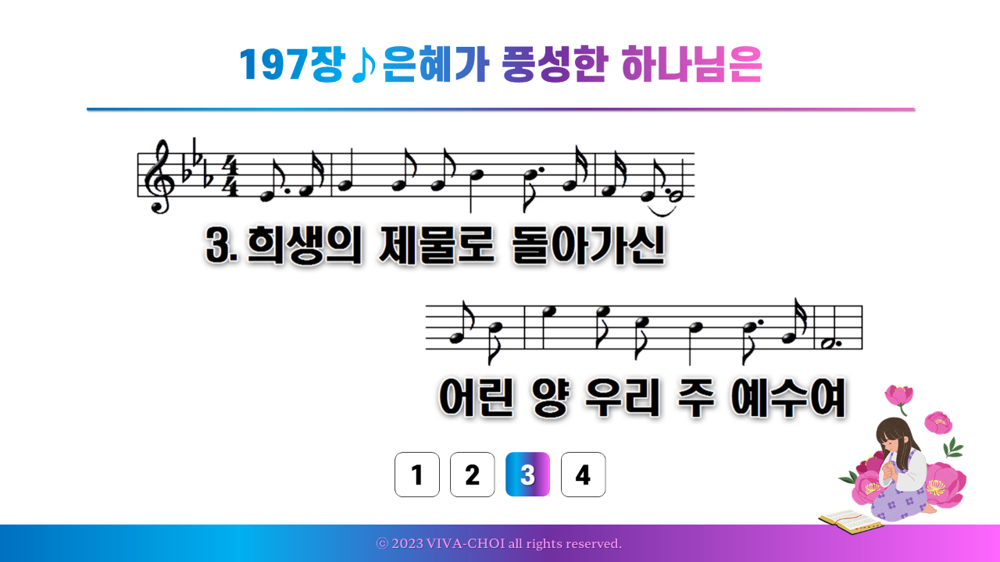 197장♪은혜가 풍성한 하나님은
3. 희생의 제물로 돌아가신
어린 양 우리 주 예수여
1 2 3 4
ⓒ 2023 VIVA-CHOI all rights reserved.